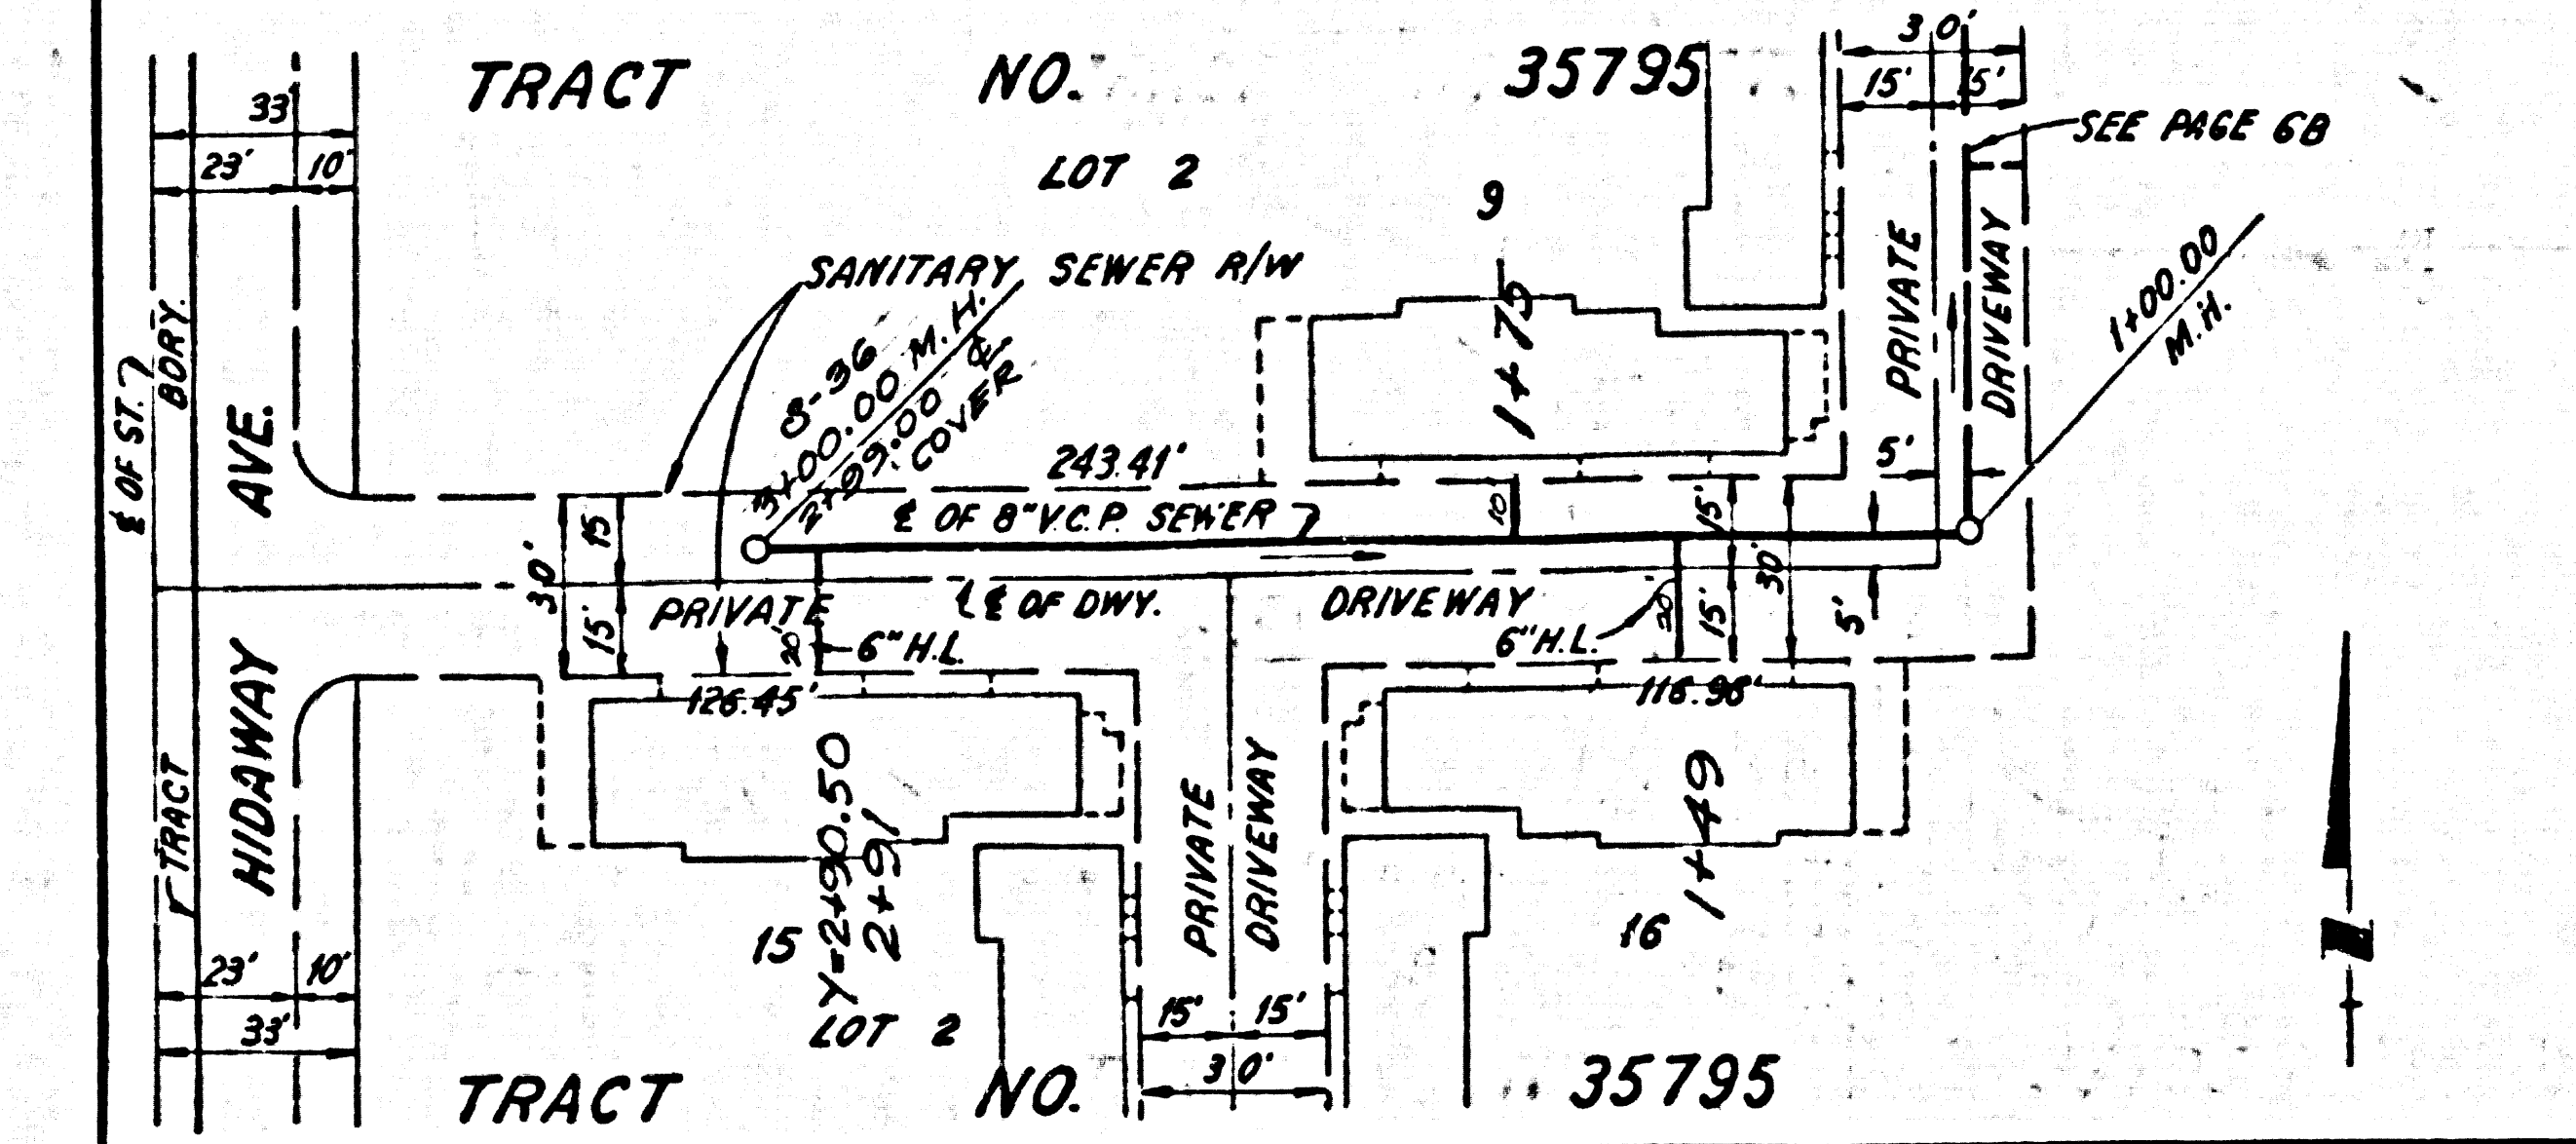 TRACT NO. 35795
LOT 2
33'
23' 10'
30'
15' 15'
SEE PAGE 6B
9
1+75
SANITARY SEWER R/W
8-36
3+00.00 M.H.
2+99.00 ℄
COVER
1+00.00
M.H.
PRIVATE
DRIVEWAY
℄ OF ST.
BDRY.
AVE.
243.41'
℄ OF 8" V.C.P. SEWER
10
15'
30'
5'
30'
15
15'
PRIVATE
℄ OF DWY.
DRIVEWAY
20'
6" H.L.
6" H.L.
20'
15'
5'
126.45'
116.96'
TRACT
HIDAWAY
15
Y=2+90.50
2+91
PRIVATE
DRIVEWAY
16
1+49
23' 10'
33'
LOT 2
15' 15'
30'
TRACT NO. 35795